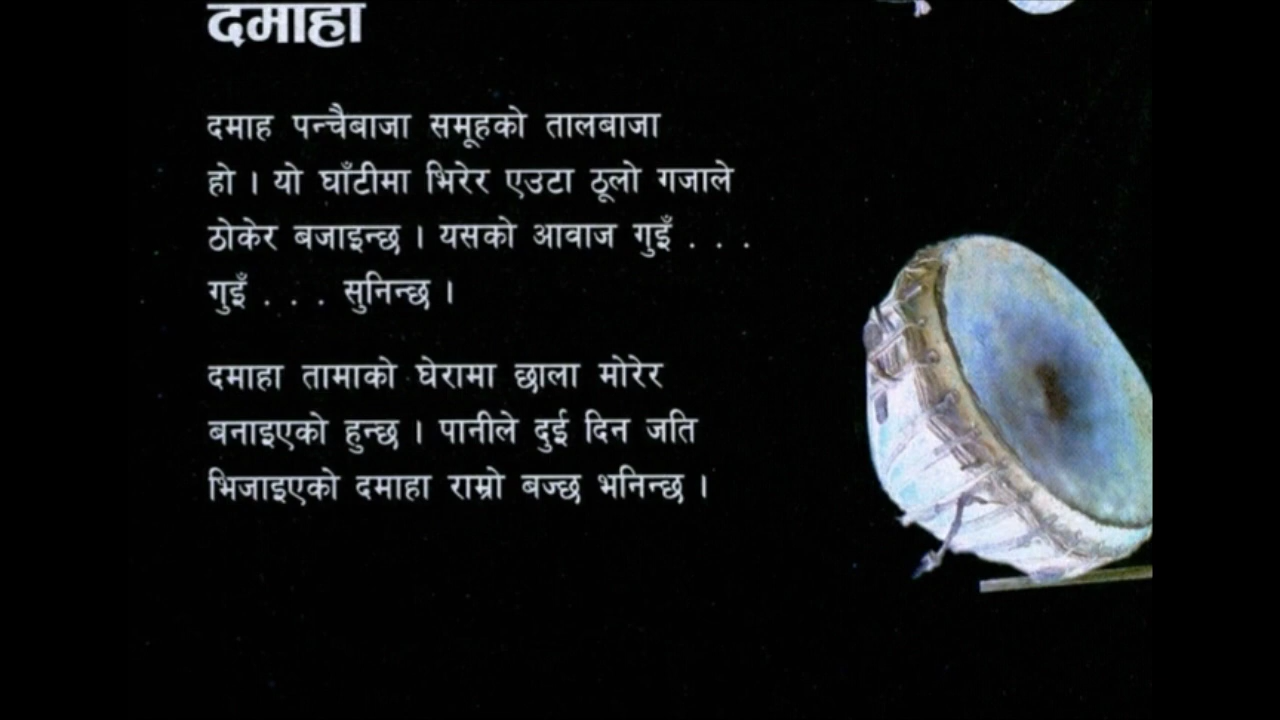 दमाहा
दमाह पन्चैबाजा समूहको तालबाजा
हो । यो घाँटीमा भिरेर एउटा ठूलो गजाले
ठोकेर बजाइन्छ । यसको आवाज गुइँ . . .
गुइँ . . . सुनिन्छ ।
दमाहा तामाको घेरामा छाला मोरेर
बनाइएको हुन्छ । पानीले दुई दिन जति
भिजाइएको दमाहा राम्रो बज्छ भनिन्छ ।